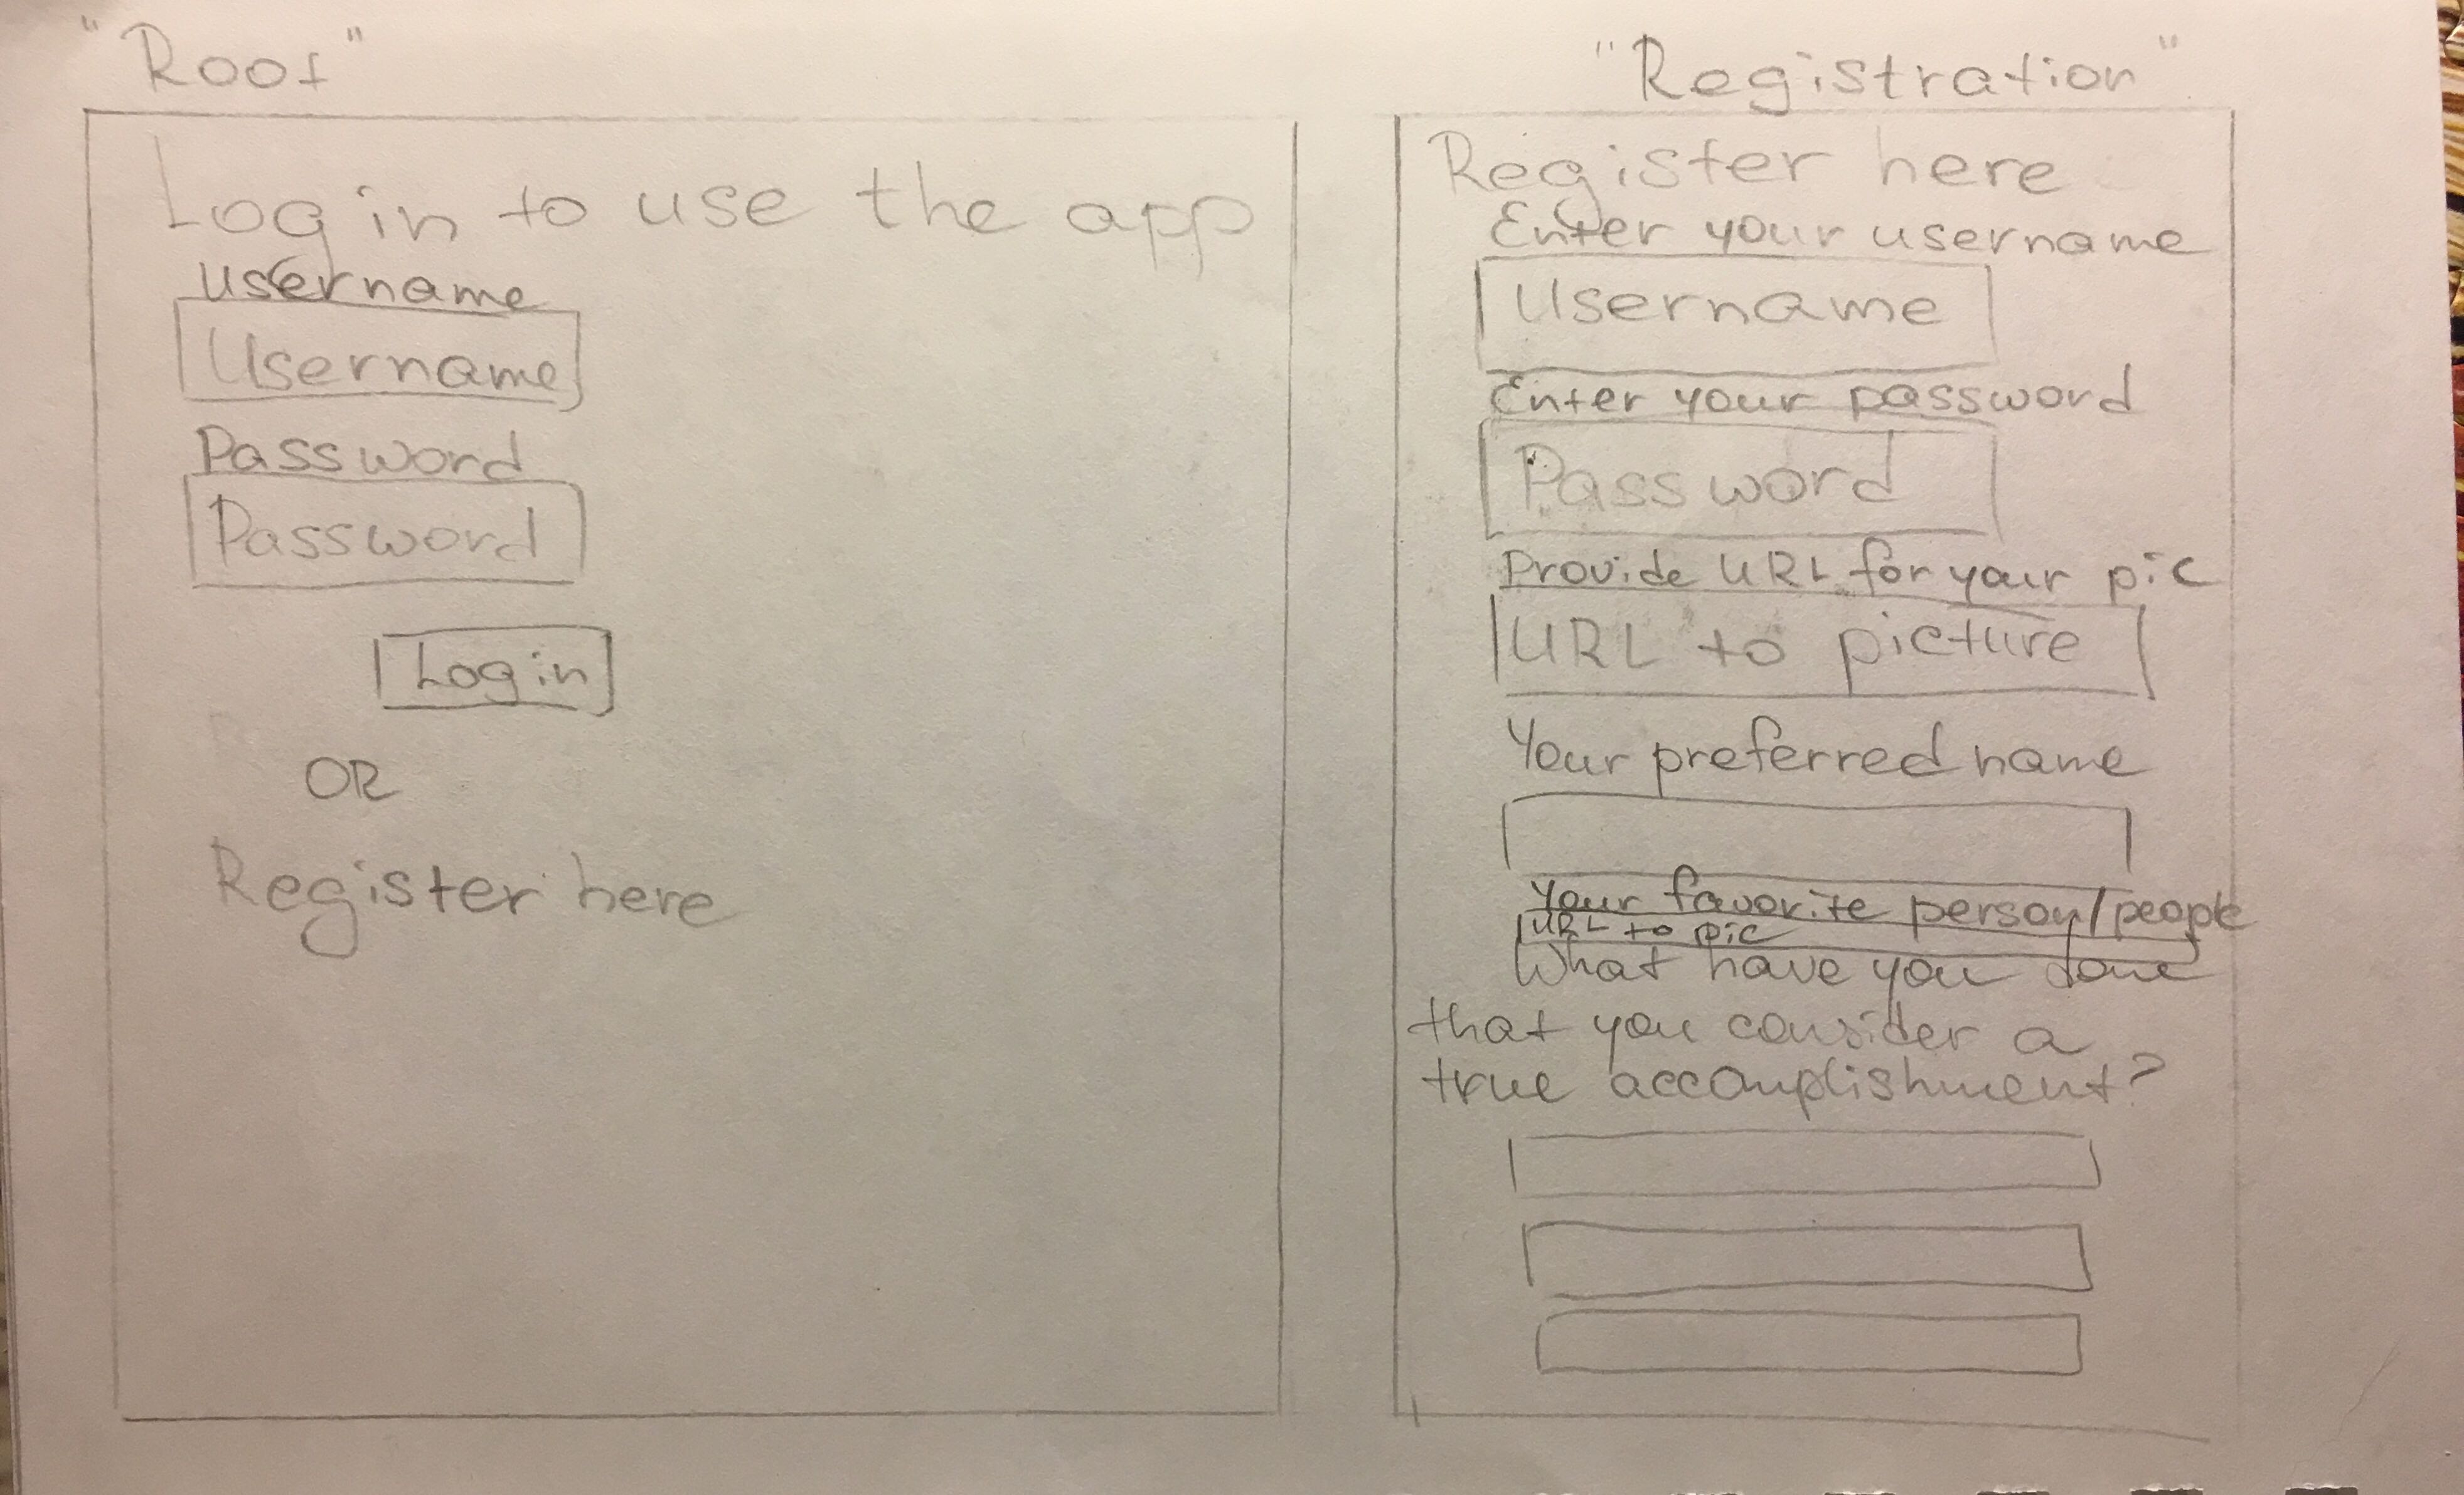 "Root"
Log in to use the app
username
Username
Password
Password
Log in
OR
Register here
"Registration"
Register here
Enter your username
Username
Enter your password
Password
Provide URL for your pic
URL to picture
Your preferred name
Your favorite person/people
URL to pic
What have you done
that you consider a
true accomplishment?